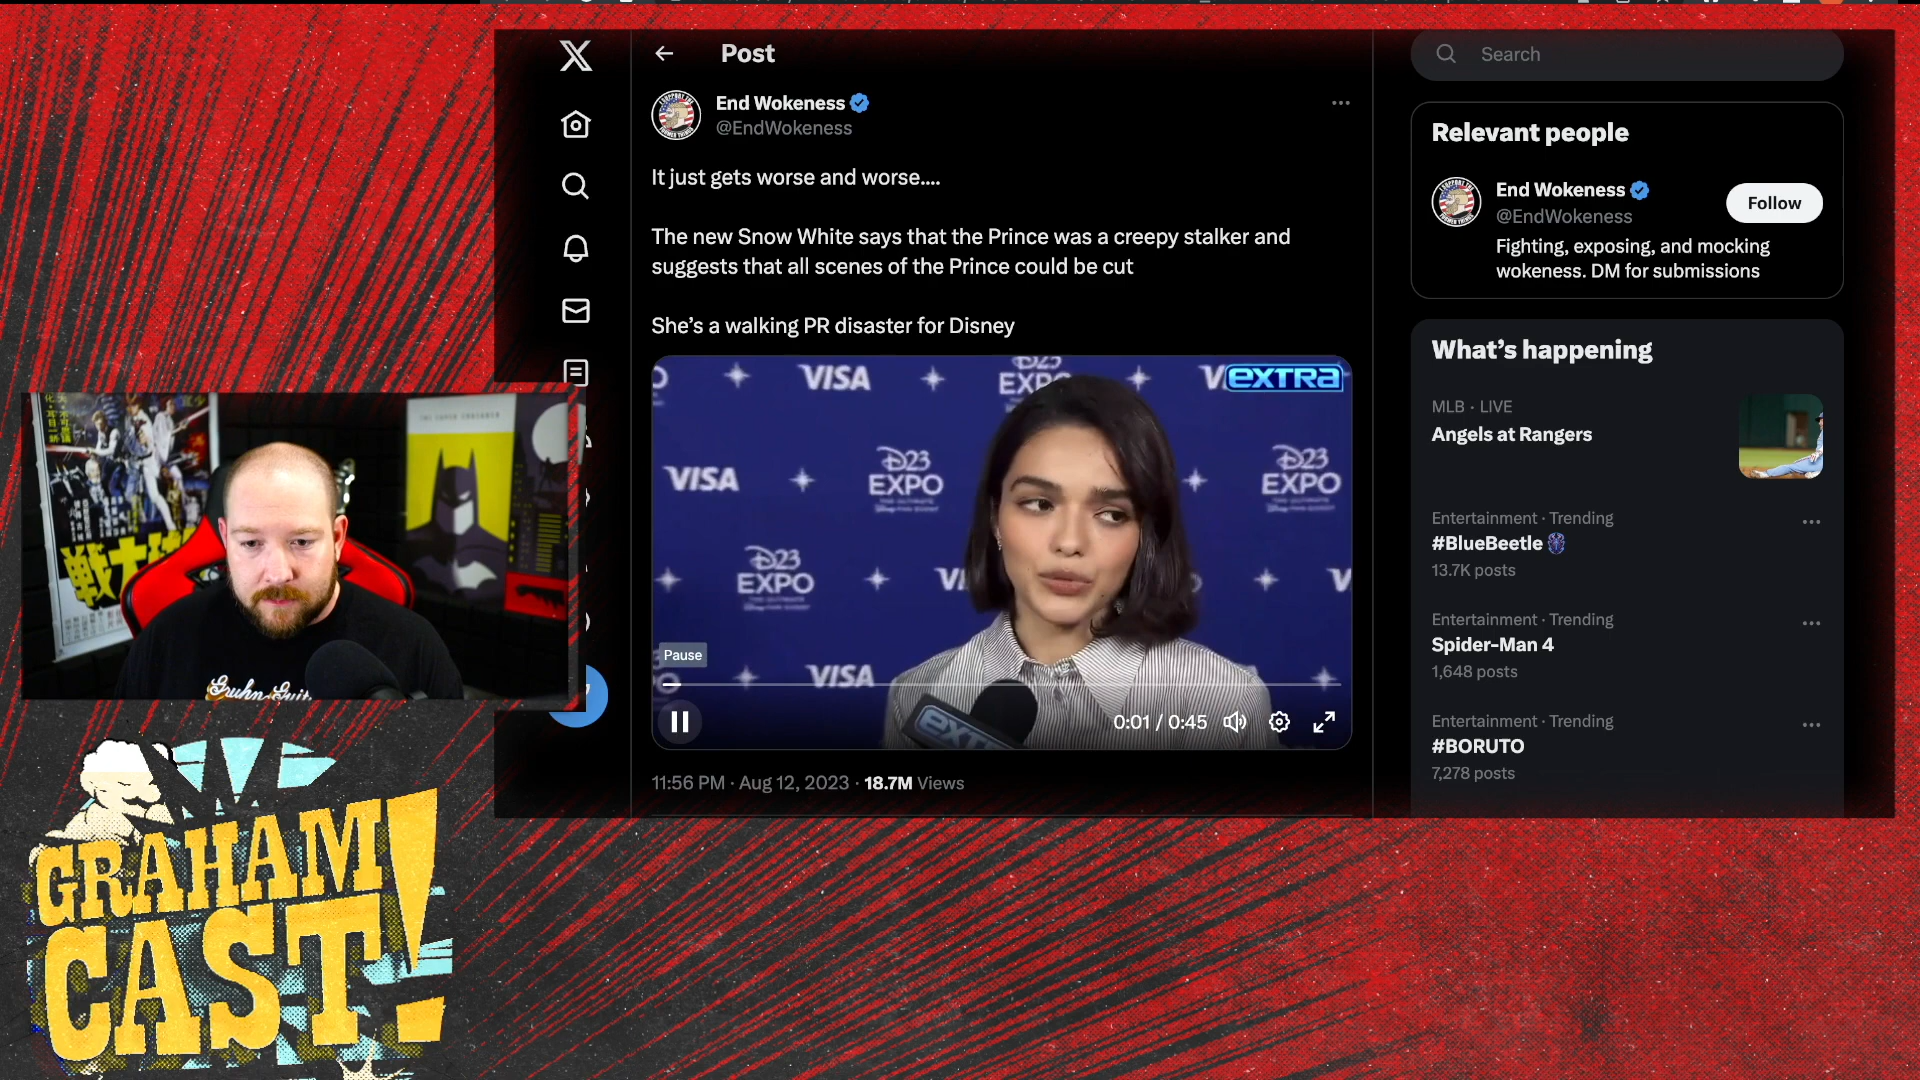 Post
Search
End Wokeness
@EndWokeness
It just gets worse and worse....
The new Snow White says that the Prince was a creepy stalker and
suggests that all scenes of the Prince could be cut
She's a walking PR disaster for Disney
VISA
D23
EXPO
extra
VISA
D23
EXPO
D23
EXPO
D23
EXPO
VISA
Pause
0:01 / 0:45
11:56 PM · Aug 12, 2023 · 18.7M Views
Relevant people
End Wokeness
@EndWokeness
Follow
Fighting, exposing, and mocking
wokeness. DM for submissions
What's happening
MLB · LIVE
Angels at Rangers
Entertainment · Trending
#BlueBeetle
13.7K posts
Entertainment · Trending
Spider-Man 4
1,648 posts
Entertainment · Trending
#BORUTO
7,278 posts
GRAHAM
CAST!